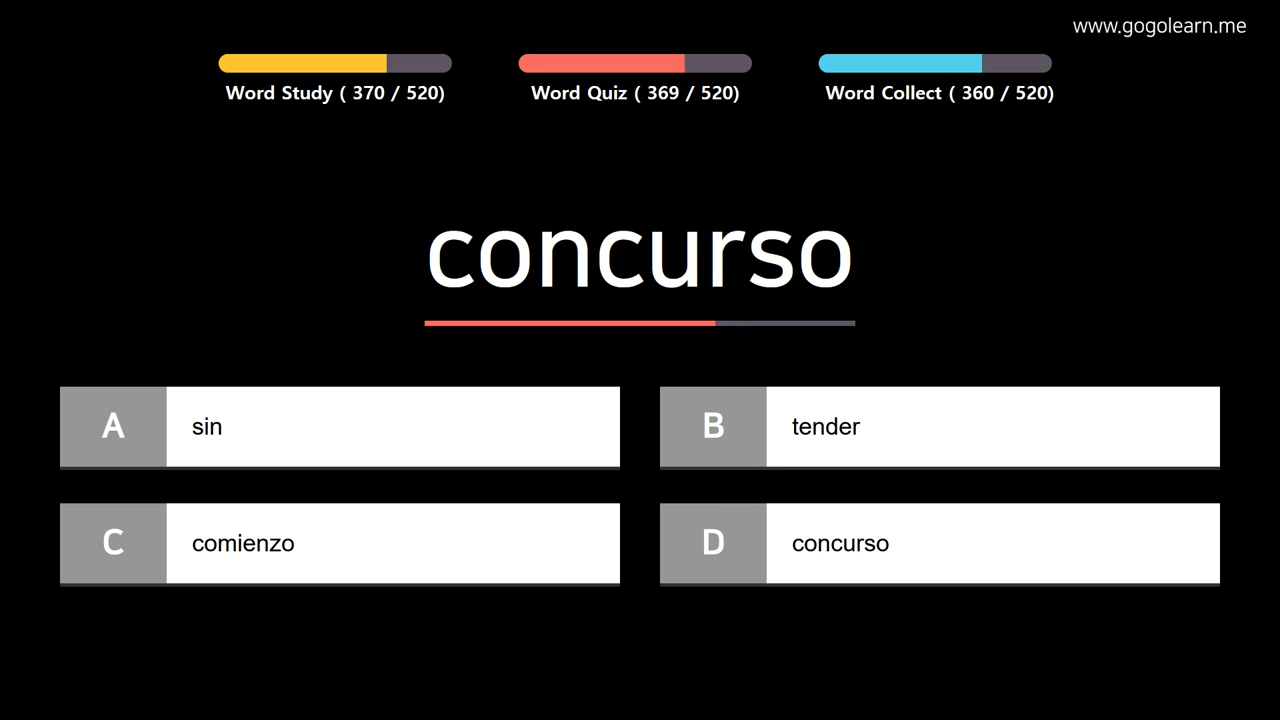 www.gogolearn.me
Word Study ( 370 / 520)
Word Quiz ( 369 / 520)
Word Collect ( 360 / 520)
concurso
A sin
B tender
C comienzo
D concurso